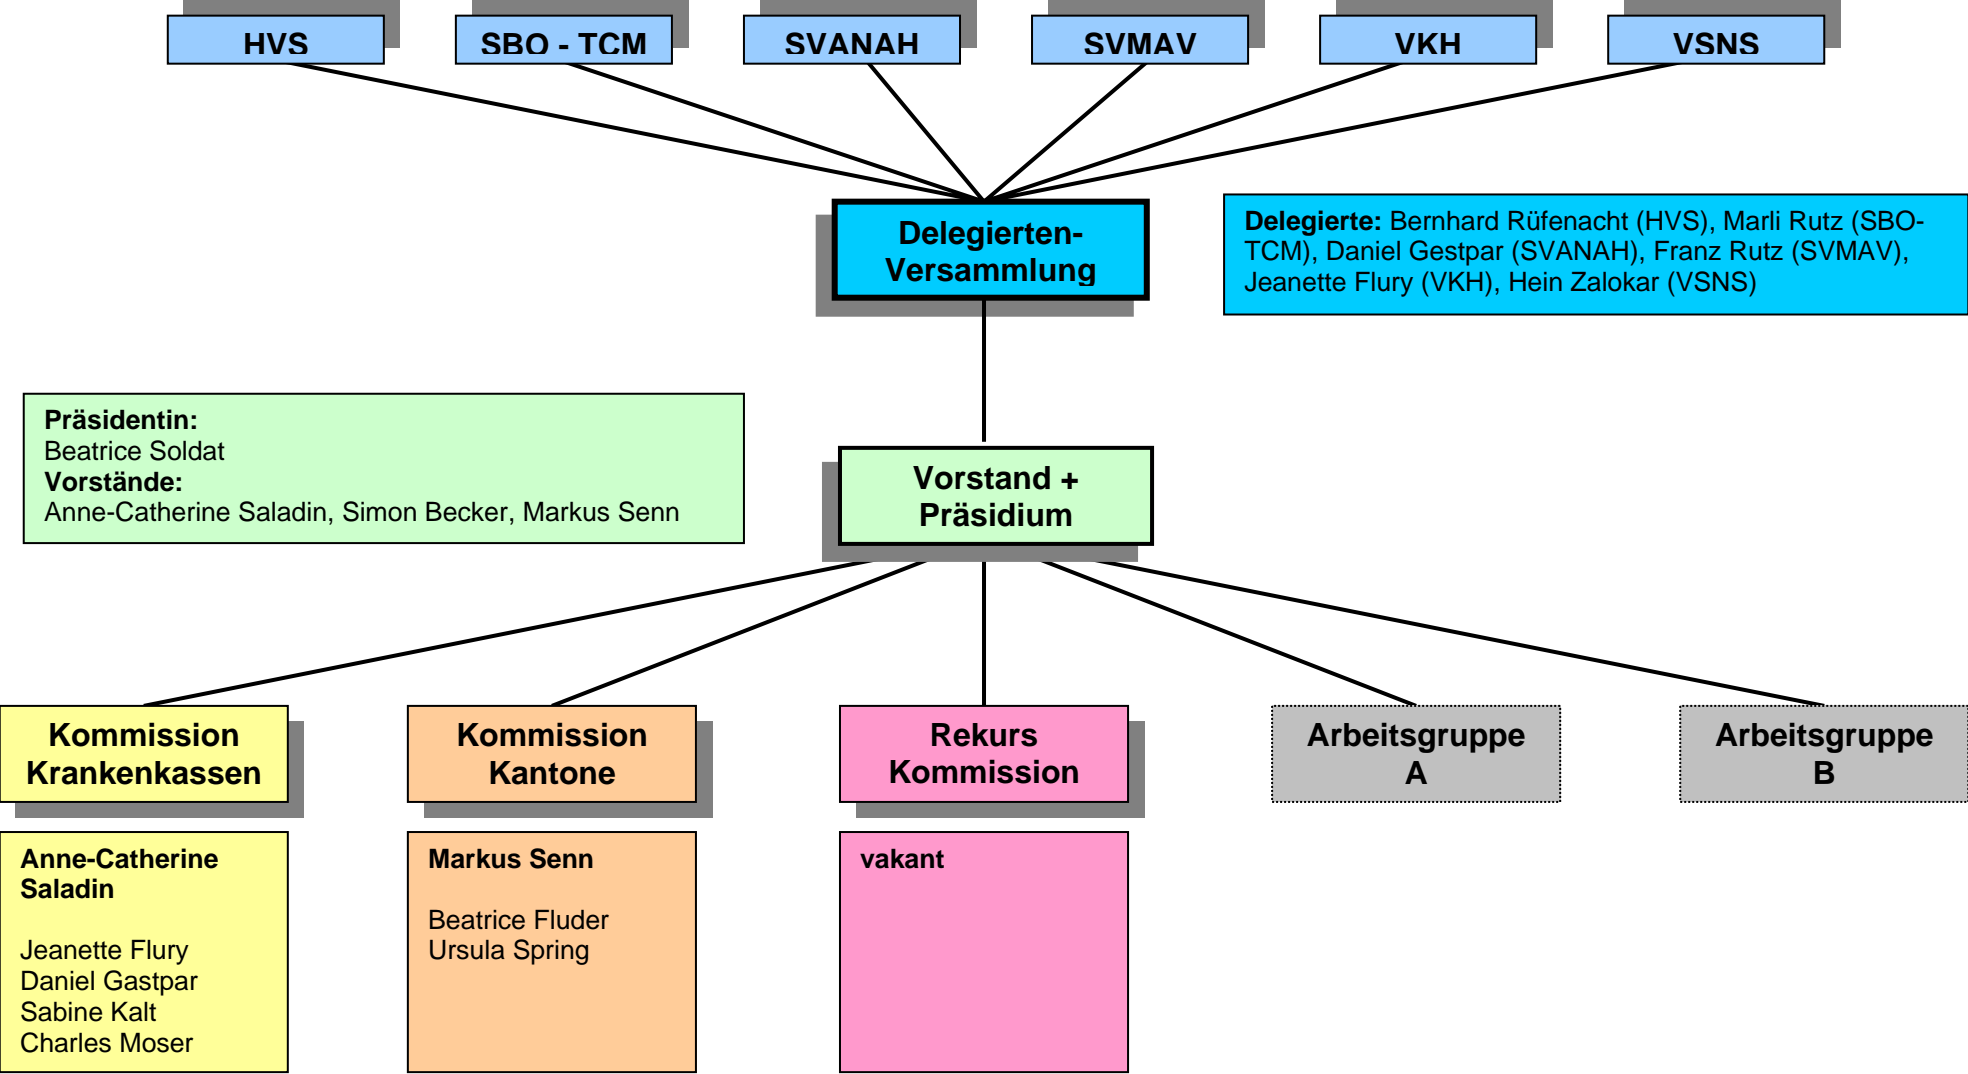 HVS
SBO - TCM
SVANAH
SVMAV
VKH
VSNS
Delegierten-
Versammlung
Delegierte: Bernhard Rüfenacht (HVS), Marli Rutz (SBO-
TCM), Daniel Gestpar (SVANAH), Franz Rutz (SVMAV),
Jeanette Flury (VKH), Hein Zalokar (VSNS)
Präsidentin:
Beatrice Soldat
Vorstände:
Anne-Catherine Saladin, Simon Becker, Markus Senn
Vorstand +
Präsidium
Kommission
Krankenkassen
Kommission
Kantone
Rekurs
Kommission
Arbeitsgruppe
A
Arbeitsgruppe
B
Anne-Catherine
Saladin
Jeanette Flury
Daniel Gastpar
Sabine Kalt
Charles Moser
Markus Senn
Beatrice Fluder
Ursula Spring
vakant